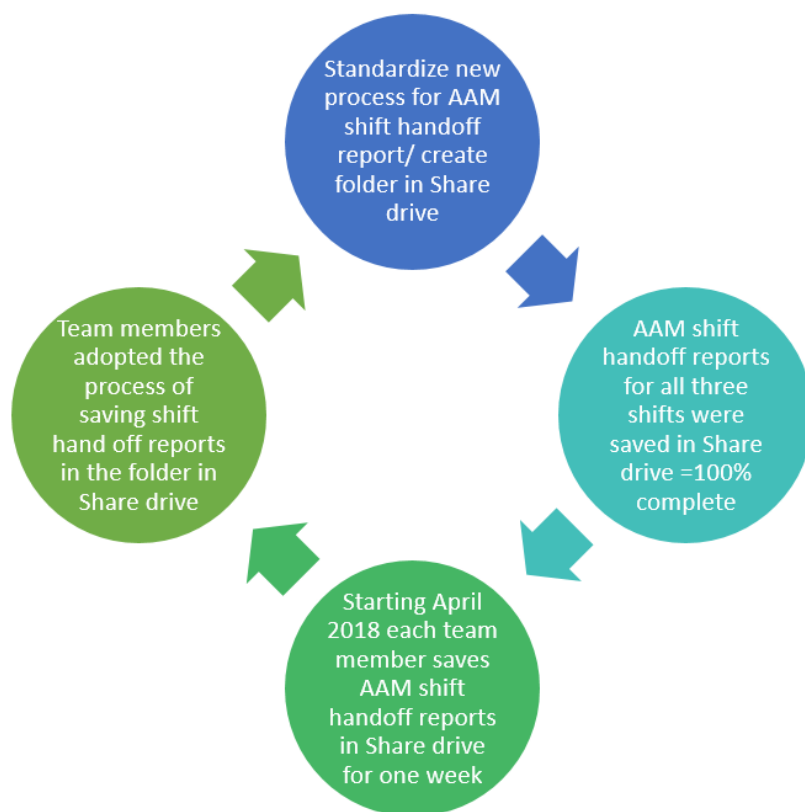 Standardize new
process for AAM
shift handoff
report/ create
folder in Share
drive
AAM shift
handoff reports
for all three
shifts were
saved in Share
drive =100%
complete
Starting April
2018 each team
member saves
AAM shift
handoff reports
in Share drive
for one week
Team members
adopted the
process of
saving shift
hand off reports
in the folder in
Share drive